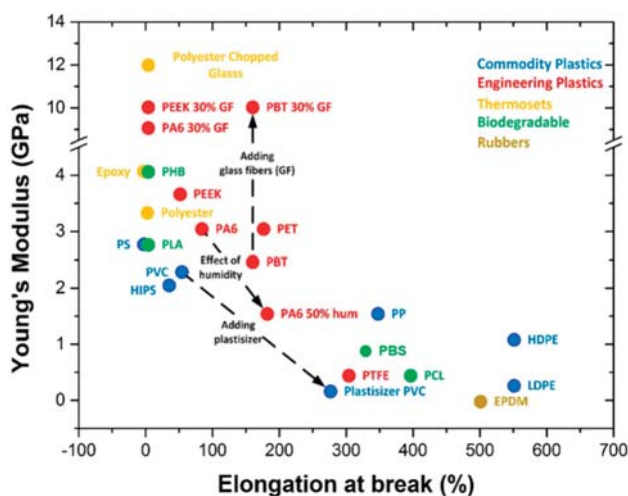 14
12
10
8
4
3
2
1
0
-100
0
100
200
300
400
500
600
700
Young's Modulus (GPa)
Elongation at break (%)
Polyester Chopped
Glasss
Commodity Plastics
Engineering Plastics
Thermosets
Biodegradable
Rubbers
PEEK 30% GF
PBT 30% GF
PA6 30% GF
Adding
glass fibers (GF)
Epoxy
PHB
PEEK
Polyester
PA6
PET
PS
PLA
Effect of
humidity
PBT
PVC
HIPS
Adding
plastisizer
PA6 50% hum
PP
HDPE
PBS
PTFE
PCL
Plastisizer PVC
LDPE
EPDM